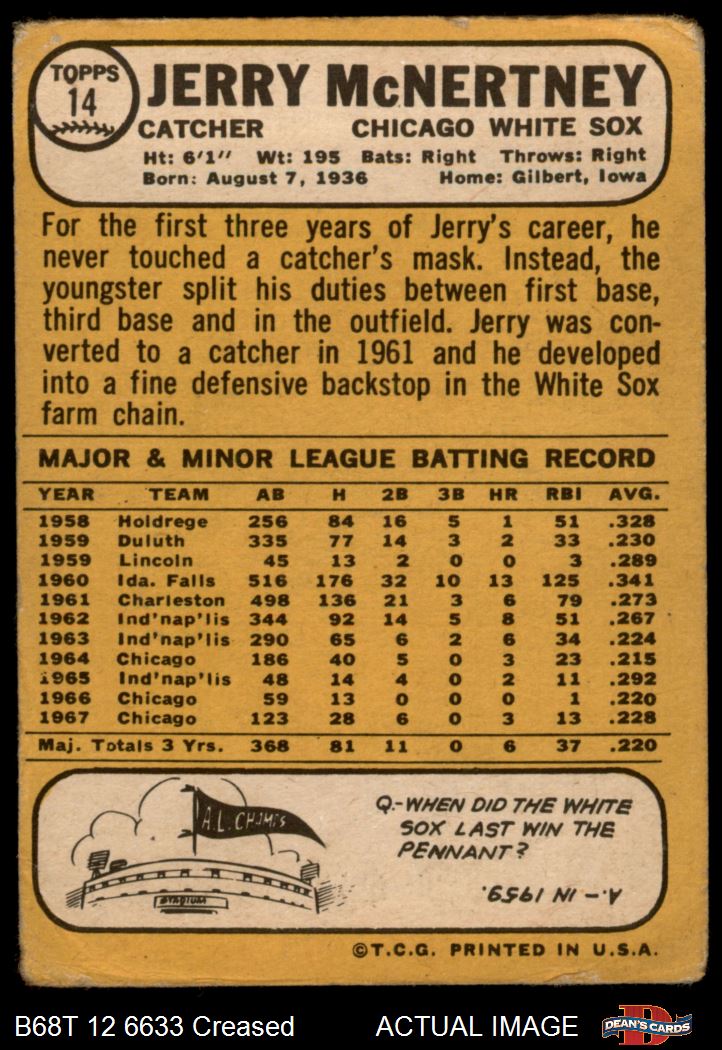 TOPPS
14
JERRY McNERTNEY
CATCHER CHICAGO WHITE SOX
Ht: 6'1" Wt: 195 Bats: Right Throws: Right
Born: August 7, 1936 Home: Gilbert, Iowa
For the first three years of Jerry's career, he
never touched a catcher's mask. Instead, the
youngster split his duties between first base,
third base and in the outfield. Jerry was con-
verted to a catcher in 1961 and he developed
into a fine defensive backstop in the White Sox
farm chain.
MAJOR & MINOR LEAGUE BATTING RECORD
YEAR TEAM AB H 2B 3B HR RBI AVG.
1958 Holdrege 256 84 16 5 1 51 .328
1959 Duluth 335 77 14 3 2 33 .230
1959 Lincoln 45 13 2 0 0 3 .289
1960 Ida. Falls 516 176 32 10 13 125 .341
1961 Charleston 498 136 21 3 6 79 .273
1962 Ind'nap'lis 344 92 14 5 8 51 .267
1963 Ind'nap'lis 290 65 6 2 6 34 .224
1964 Chicago 186 40 5 0 3 23 .215
1965 Ind'nap'lis 48 14 4 0 2 11 .292
1966 Chicago 59 13 0 0 0 1 .220
1967 Chicago 123 28 6 0 3 13 .228
Maj. Totals 3 Yrs. 368 81 11 0 6 37 .220
A.L. CHAMPS
STADIUM
Q.-WHEN DID THE WHITE
SOX LAST WIN THE
PENNANT?
A.- IN 1959.
©T.C.G. PRINTED IN U.S.A.
B68T 12 6633 Creased ACTUAL IMAGE
D
DEAN'S CARDS